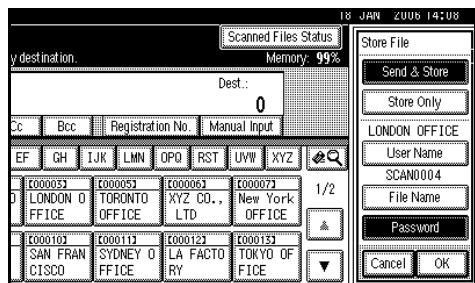 18 JAN 2006 14:08
Scanned Files Status
y destination.
Memory: 99%
Dest.:
0
Cc
Bcc
Registration No.
Manual Input
EF
GH
IJK
LMN
OPQ
RST
UVW
XYZ
[00003]
LONDON O
FFICE
[00005]
TORONTO
OFFICE
[00006]
XYZ CO.,
LTD
[00007]
New York
OFFICE
1/2
[00010]
SAN FRAN
CISCO
[00011]
SYDNEY O
FFICE
[00012]
LA FACTO
RY
[00013]
TOKYO OF
FICE
Store File
Send & Store
Store Only
LONDON OFFICE
User Name
SCAN0004
File Name
Password
Cancel
OK